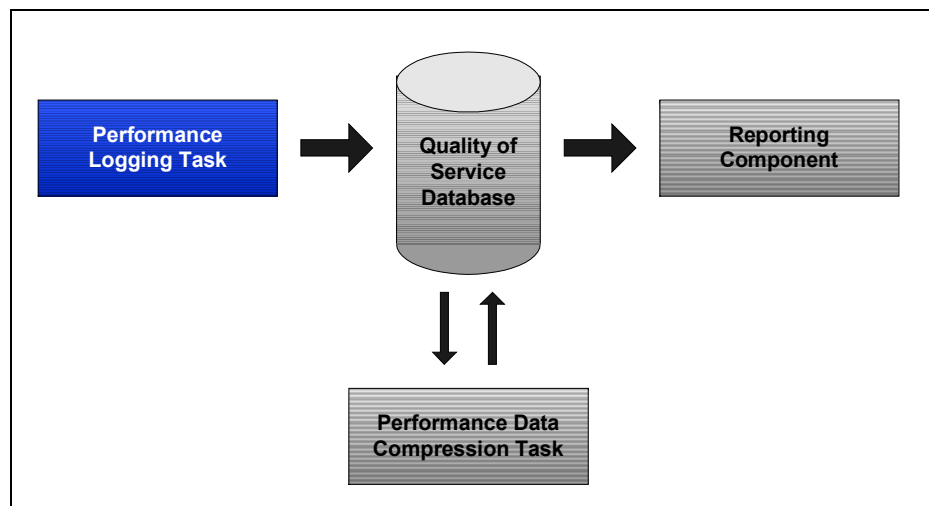 Performance
Logging Task
Quality of
Service
Database
Reporting
Component
Performance Data
Compression Task